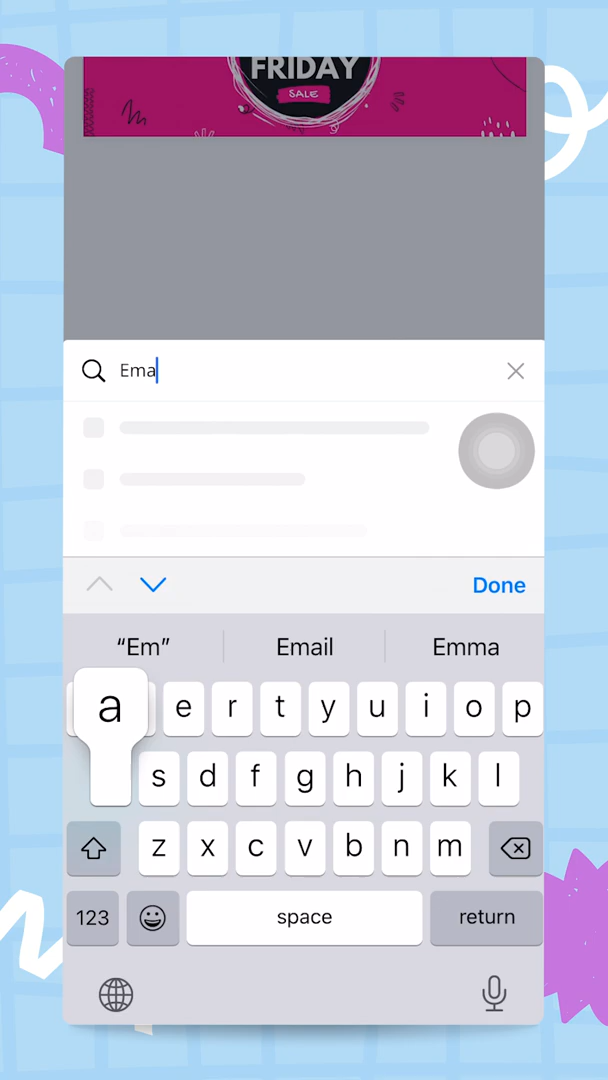 FRIDAY
SALE
Ema
Done
“Em” Email Emma
a e r t y u i o p
s d f g h j k l
z x c v b n m
123 space return